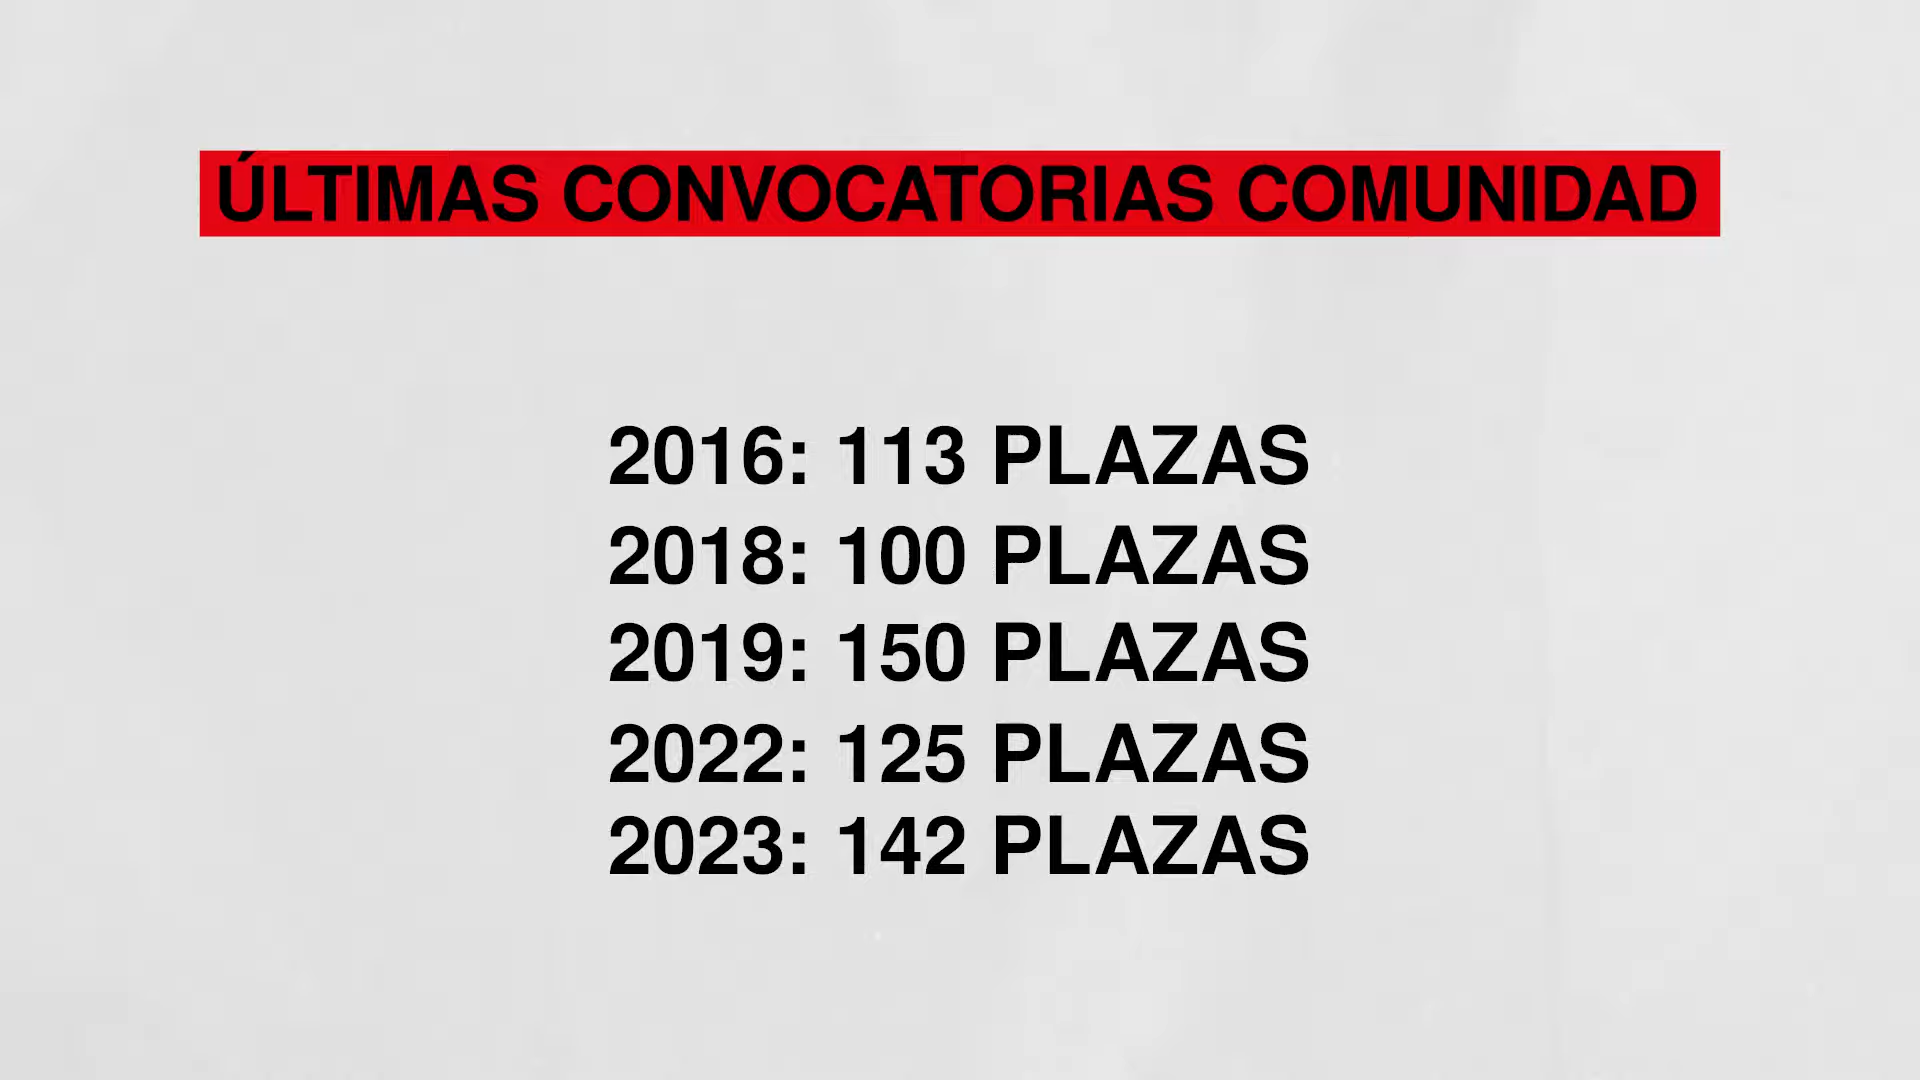 ÚLTIMAS CONVOCATORIAS COMUNIDAD
2016: 113 PLAZAS
2018: 100 PLAZAS
2019: 150 PLAZAS
2022: 125 PLAZAS
2023: 142 PLAZAS